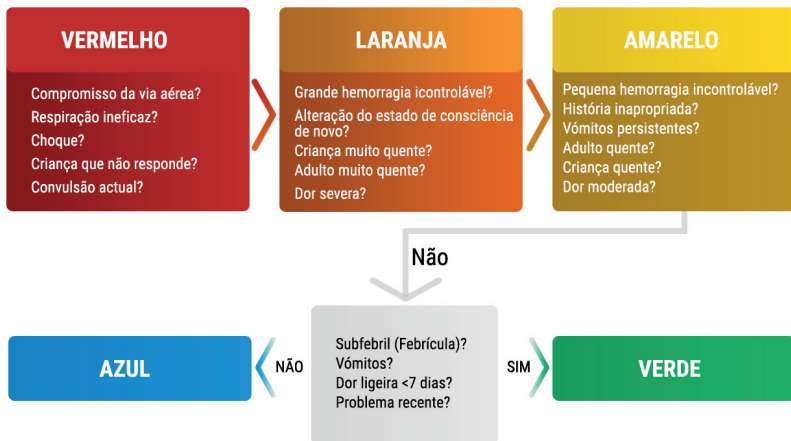 VERMELHO
Compromisso da via aérea?
Respiração ineficaz?
Choque?
Criança que não responde?
Convulsão actual?
LARANJA
Grande hemorragia icontrolável?
Alteração do estado de consciência
de novo?
Criança muito quente?
Adulto muito quente?
Dor severa?
AMARELO
Pequena hemorragia incontrolável?
História inapropriada?
Vómitos persistentes?
Adulto quente?
Criança quente?
Dor moderada?
Não
Subfebril (Febrícula)?
Vómitos?
Dor ligeira <7 dias?
Problema recente?
NÃO
AZUL
SIM
VERDE